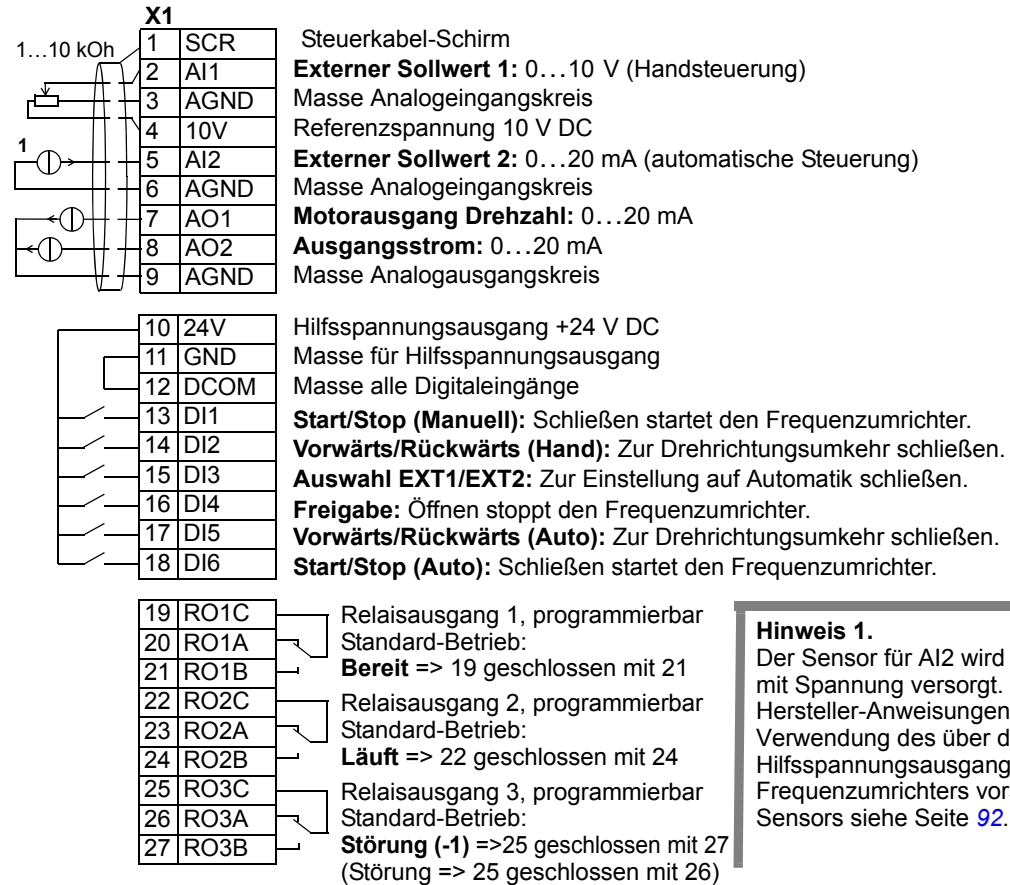 X1
1…10 kOh
1 SCR Steuerkabel-Schirm
2 AI1 Externer Sollwert 1: 0…10 V (Handsteuerung)
3 AGND Masse Analogeingangskreis
4 10V Referenzspannung 10 V DC
1
5 AI2 Externer Sollwert 2: 0…20 mA (automatische Steuerung)
6 AGND Masse Analogeingangskreis
7 AO1 Motorausgang Drehzahl: 0…20 mA
8 AO2 Ausgangsstrom: 0…20 mA
9 AGND Masse Analogausgangskreis
10 24V Hilfsspannungsausgang +24 V DC
11 GND Masse für Hilfsspannungsausgang
12 DCOM Masse alle Digitaleingänge
13 DI1 Start/Stop (Manuell): Schließen startet den Frequenzumrichter.
14 DI2 Vorwärts/Rückwärts (Hand): Zur Drehrichtungsumkehr schließen.
15 DI3 Auswahl EXT1/EXT2: Zur Einstellung auf Automatik schließen.
16 DI4 Freigabe: Öffnen stoppt den Frequenzumrichter.
17 DI5 Vorwärts/Rückwärts (Auto): Zur Drehrichtungsumkehr schließen.
18 DI6 Start/Stop (Auto): Schließen startet den Frequenzumrichter.
19 RO1C Relaisausgang 1, programmierbar
20 RO1A Standard-Betrieb:
21 RO1B Bereit => 19 geschlossen mit 21
22 RO2C Relaisausgang 2, programmierbar
23 RO2A Standard-Betrieb:
24 RO2B Läuft => 22 geschlossen mit 24
25 RO3C Relaisausgang 3, programmierbar
26 RO3A Standard-Betrieb:
27 RO3B Störung (-1) =>25 geschlossen mit 27
(Störung => 25 geschlossen mit 26)
Hinweis 1.
Der Sensor für AI2 wird
mit Spannung versorgt.
Hersteller-Anweisungen
Verwendung des über d
Hilfsspannungsausgang
Frequenzumrichters vor
Sensors siehe Seite 92.